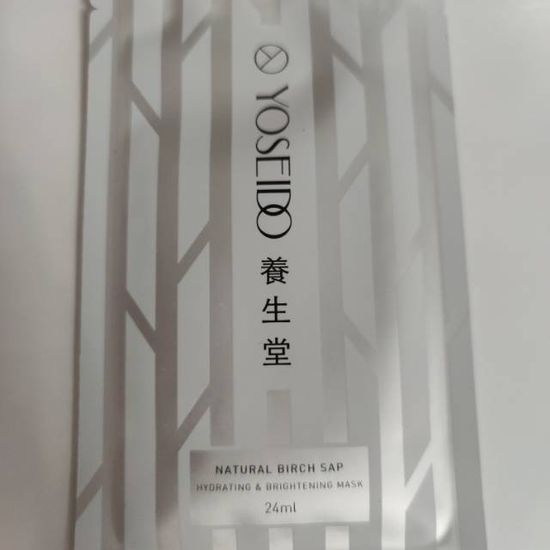 YOSEIDO
養生堂
NATURAL BIRCH SAP
HYDRATING & BRIGHTENING MASK
24ml